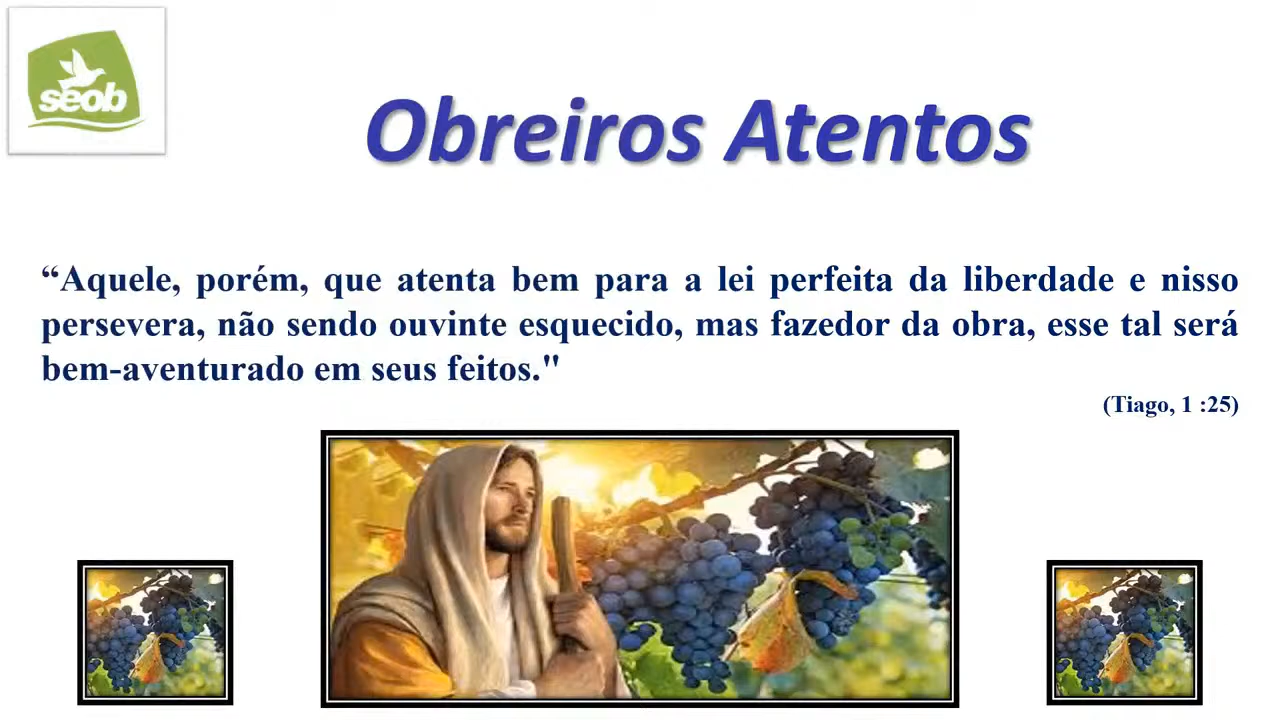 seob
Obreiros Atentos
“Aquele, porém, que atenta bem para a lei perfeita da liberdade e nisso
persevera, não sendo ouvinte esquecido, mas fazedor da obra, esse tal será
bem-aventurado em seus feitos."
(Tiago, 1 :25)